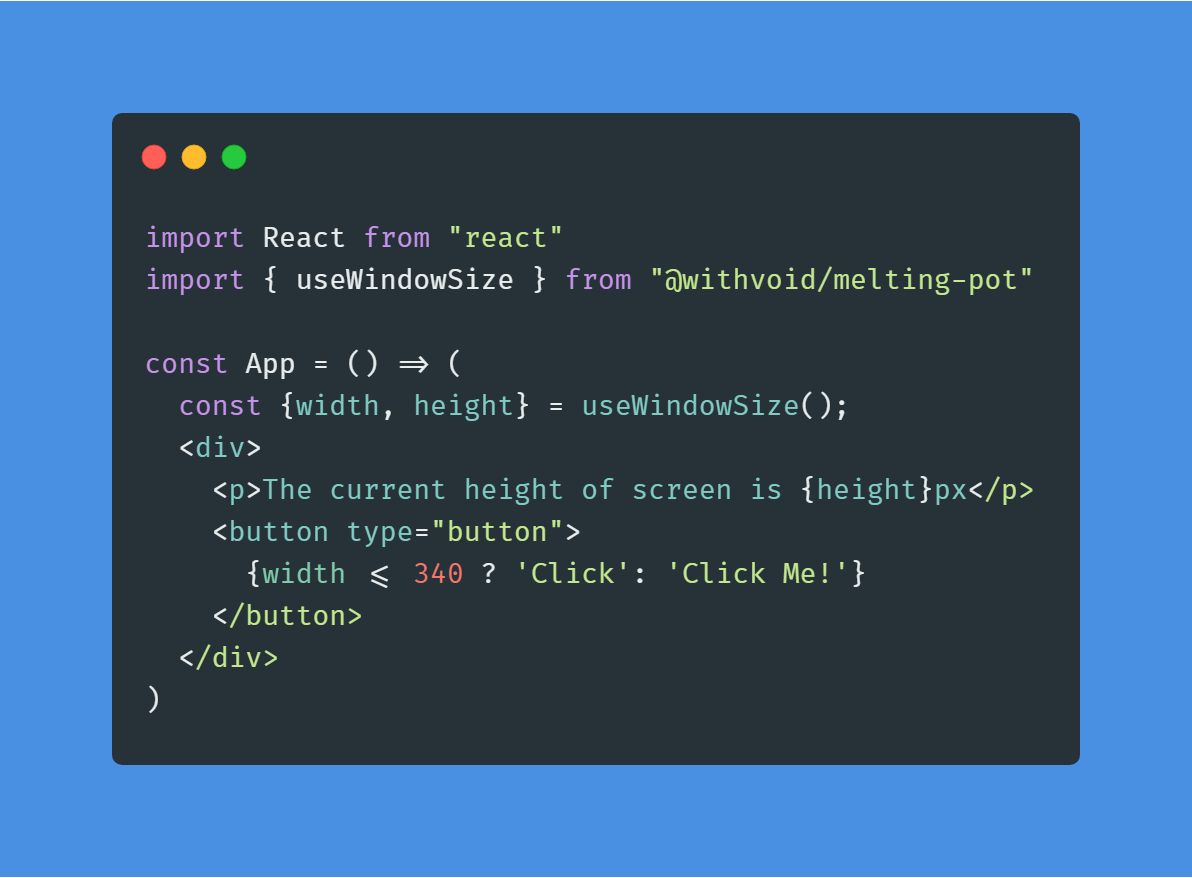 import React from "react"
import { useWindowSize } from "@withvoid/melting-pot"
const App = () => (
const {width, height} = useWindowSize();
<div>
<p>The current height of screen is {height}px</p>
<button type="button">
{width <= 340 ? 'Click': 'Click Me!'}
</button>
</div>
)